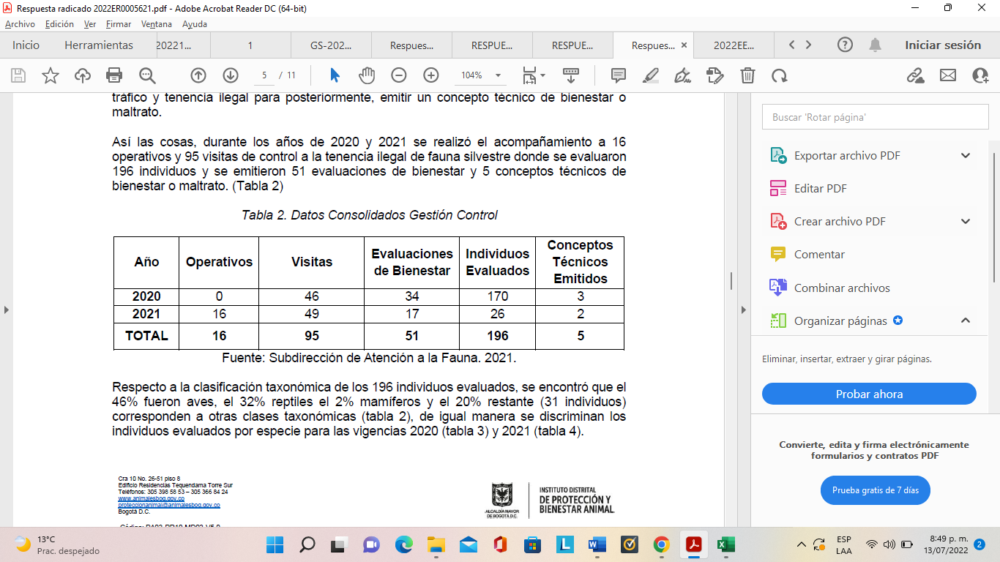 Respuesta radicado 2022ER0005621.pdf - Adobe Acrobat Reader DC (64-bit)
Archivo Edición Ver Firmar Ventana Ayuda
Inicio Herramientas 20221... 1 GS-202... Respues... RESPUE... RESPUE... Respues... × 2022EE... Iniciar sesión
5 / 11 104%
tráfico y tenencia ilegal para posteriormente, emitir un concepto técnico de bienestar o
maltrato.
Así las cosas, durante los años de 2020 y 2021 se realizó el acompañamiento a 16
operativos y 95 visitas de control a la tenencia ilegal de fauna silvestre donde se evaluaron
196 individuos y se emitieron 51 evaluaciones de bienestar y 5 conceptos técnicos de
bienestar o maltrato. (Tabla 2)
Tabla 2. Datos Consolidados Gestión Control
Año Operativos Visitas Evaluaciones de Bienestar Individuos Evaluados Conceptos Técnicos Emitidos
2020 0 46 34 170 3
2021 16 49 17 26 2
TOTAL 16 95 51 196 5
Fuente: Subdirección de Atención a la Fauna. 2021.
Respecto a la clasificación taxonómica de los 196 individuos evaluados, se encontró que el
46% fueron aves, el 32% reptiles el 2% mamíferos y el 20% restante (31 individuos)
corresponden a otras clases taxonómicas (tabla 2), de igual manera se discriminan los
individuos evaluados por especie para las vigencias 2020 (tabla 3) y 2021 (tabla 4).
Cra 10 No. 26-51 piso 8
Edificio Residencias Tequendama Torre Sur
Teléfonos: 305 398 58 53 – 305 366 84 24
www.animalesbog.gov.co
proteccionanimal@animalesbog.gov.co
Bogotá D.C.
ALCALDÍA MAYOR
DE BOGOTÁ D.C.
INSTITUTO DISTRITAL
DE PROTECCIÓN Y
BIENESTAR ANIMAL
Código: PA03-PR10-MD03-V5.0
Buscar 'Rotar página'
Exportar archivo PDF
Editar PDF
Crear archivo PDF
Comentar
Combinar archivos
Organizar páginas
Eliminar, insertar, extraer y girar páginas.
Probar ahora
Convierte, edita y firma electrónicamente
formularios y contratos PDF
Prueba gratis de 7 días
13°C
Prac. despejado
ESP
LAA
8:49 p. m.
13/07/2022
2